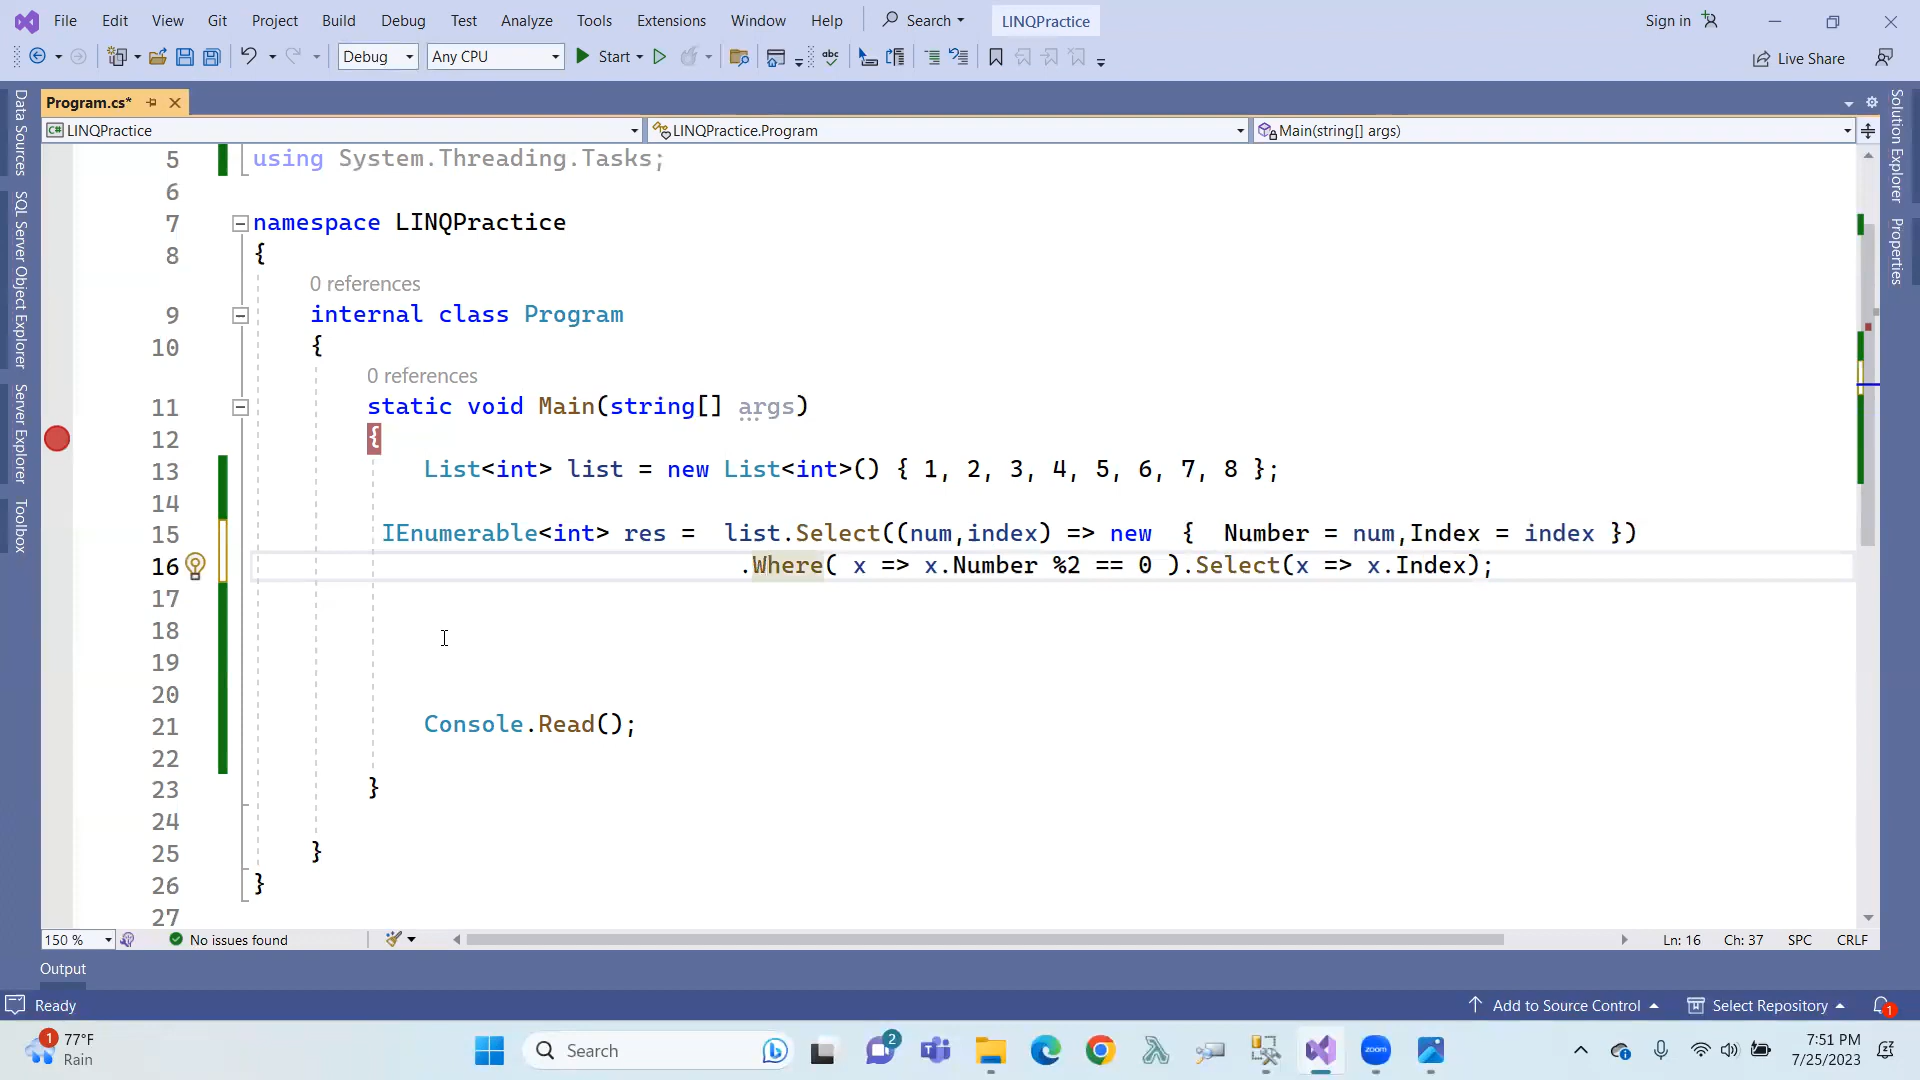 File Edit View Git Project Build Debug Test Analyze Tools Extensions Window Help Search LINQPractice Sign in
Debug Any CPU Start Live Share
Program.cs*
LINQPractice LINQPractice.Program Main(string[] args)
Data Sources
SQL Server Object Explorer
Server Explorer
Toolbox
Solution Explorer
Properties
5 using System.Threading.Tasks;
6
7 namespace LINQPractice
8 {
0 references
9 internal class Program
10 {
0 references
11 static void Main(string[] args)
12 {
13 List<int> list = new List<int>() { 1, 2, 3, 4, 5, 6, 7, 8 };
14
15 IEnumerable<int> res =  list.Select((num,index) => new  {  Number = num,Index = index })
16 .Where( x => x.Number %2 == 0 ).Select(x => x.Index);
17
18
19
20
21 Console.Read();
22
23 }
24
25 }
26 }
27
150 % No issues found Ln: 16 Ch: 37 SPC CRLF
Output
Ready Add to Source Control Select Repository 1
1 77°F Search 2 zoom 7:51 PM
Rain 7/25/2023